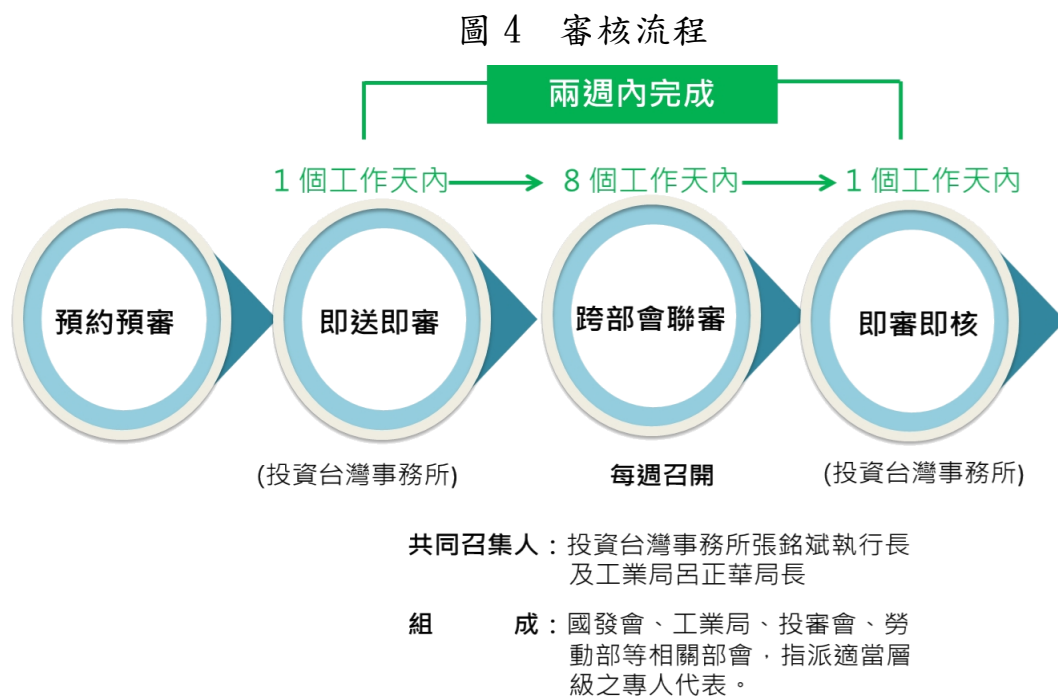 圖 4 審核流程
兩週內完成
1 個工作天內
8 個工作天內
1 個工作天內
預約預審
即送即審
跨部會聯審
即審即核
(投資台灣事務所)
每週召開
(投資台灣事務所)
共同召集人：投資台灣事務所張銘斌執行長
及工業局呂正華局長
組 成：國發會、工業局、投審會、勞
動部等相關部會，指派適當層
級之專人代表。